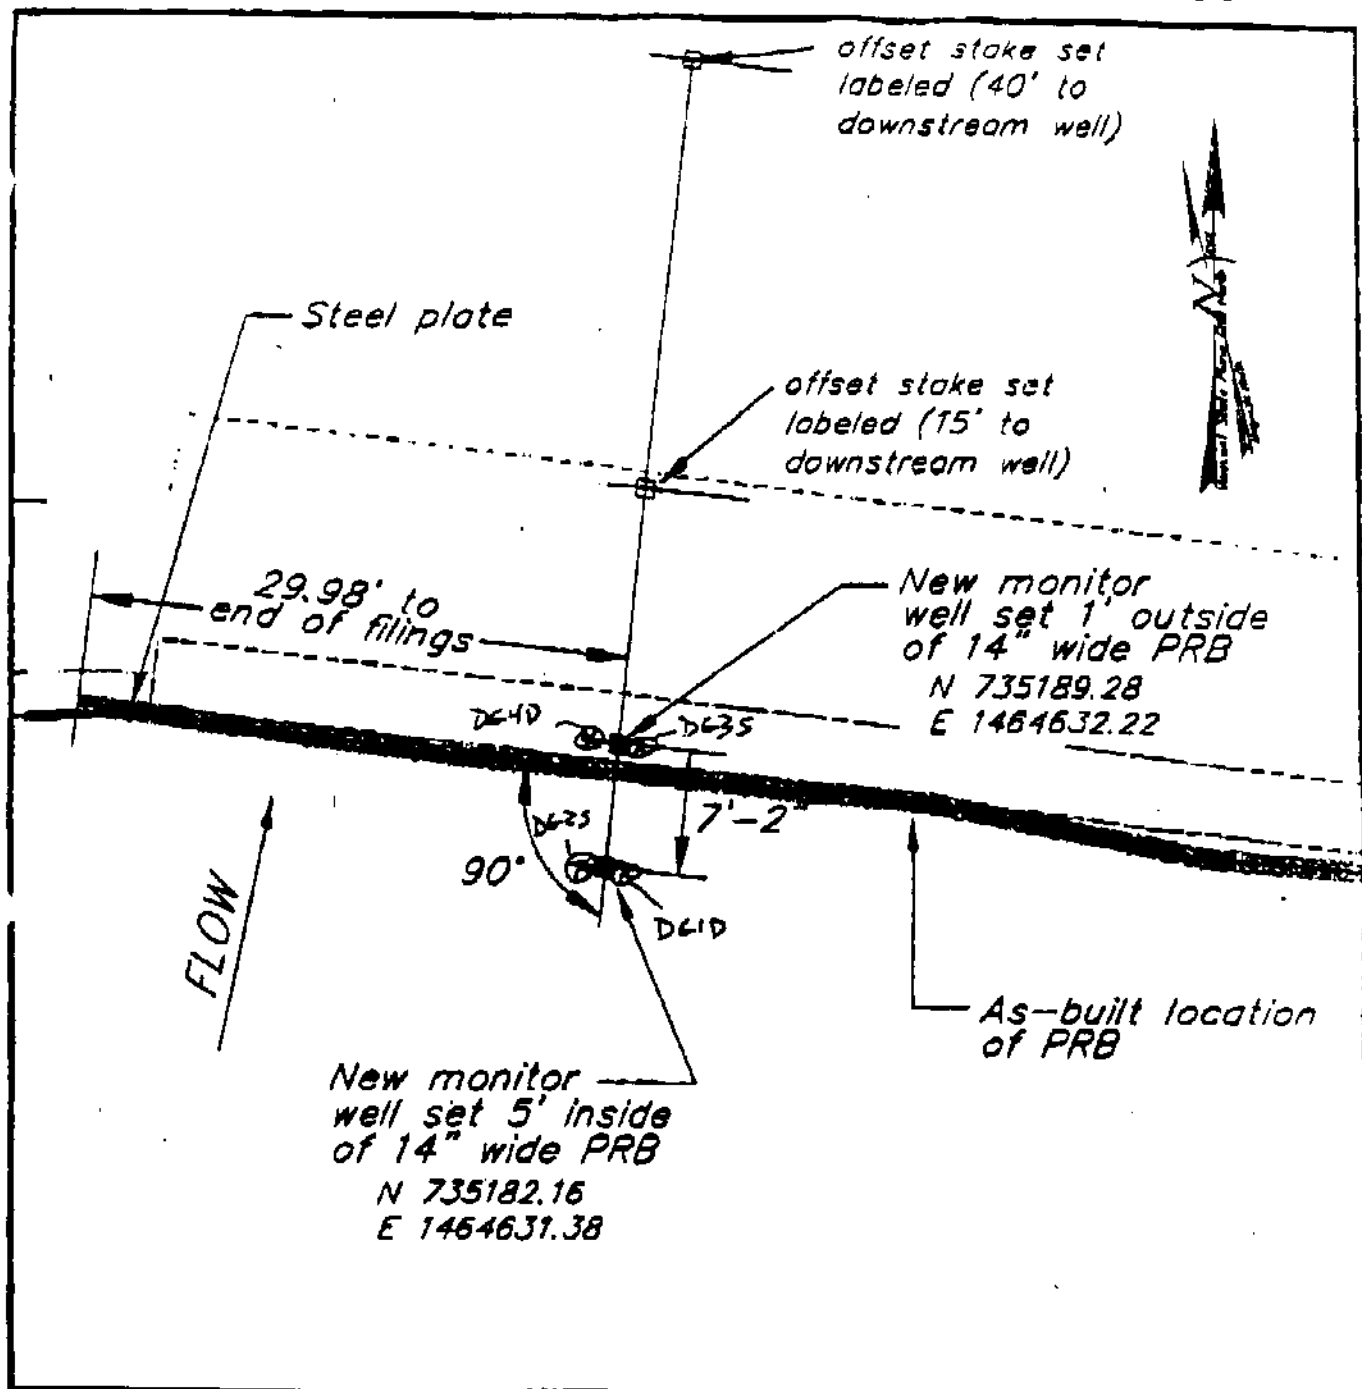 offset stake set
labeled (40' to
downstream well)
Steel plate
offset stake set
labeled (15' to
downstream well)
29.98' to
end of filings
New monitor
well set 1' outside
of 14" wide PRB
N 735189.28
E 1464632.22
DG4D
DG3S
7'-2"
DG2S
90°
DG1D
FLOW
As-built location
of PRB
New monitor
well set 5' inside
of 14" wide PRB
N 735182.16
E 1464631.38
N